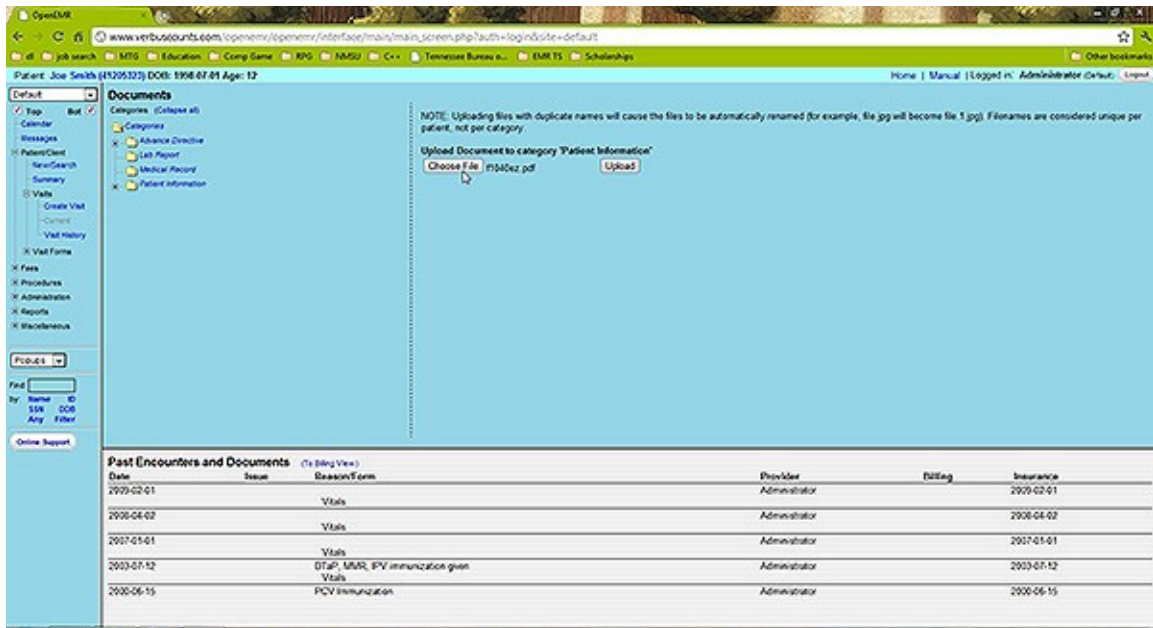 OpenEMR
www.verbuscounts.com/openemr/openemr/interface/main/main_screen.php?auth=login&site=default
dl job search MTG Education Comp Game RPG NMSU C++ Tennessee Bureau o... EMR TS Scholarships Other bookmarks
Patient: Joe Smith (41205323) DOB: 1998-07-01 Age: 12 Home | Manual | Logged in: Administrator (Default) Logout
Default
Top Bot
Calendar
Messages
Patient/Client
New/Search
Summary
Visits
Create Visit
Current
Visit History
Visit Forms
Fees
Procedures
Administration
Reports
Miscellaneous
Popups
Find
by: Name ID
SSN DOB
Any Filter
Online Support
Documents
Categories (Collapse all)
Categories
Advance Directive
Lab Report
Medical Record
Patient Information
NOTE: Uploading files with duplicate names will cause the files to be automatically renamed (for example, file.jpg will become file.1.jpg). Filenames are considered unique per
patient, not per category.
Upload Document to category 'Patient Information'
Choose File f1040ez.pdf Upload
Past Encounters and Documents (To Billing View)
Date Issue Reason/Form Provider Billing Insurance
2009-02-01 Administrator 2009-02-01
Vitals
2008-04-02 Administrator 2008-04-02
Vitals
2007-01-01 Administrator 2007-01-01
Vitals
2003-07-12 DTaP, MMR, IPV immunization given Administrator 2003-07-12
Vitals
2000-06-15 PCV Immunization Administrator 2000-06-15